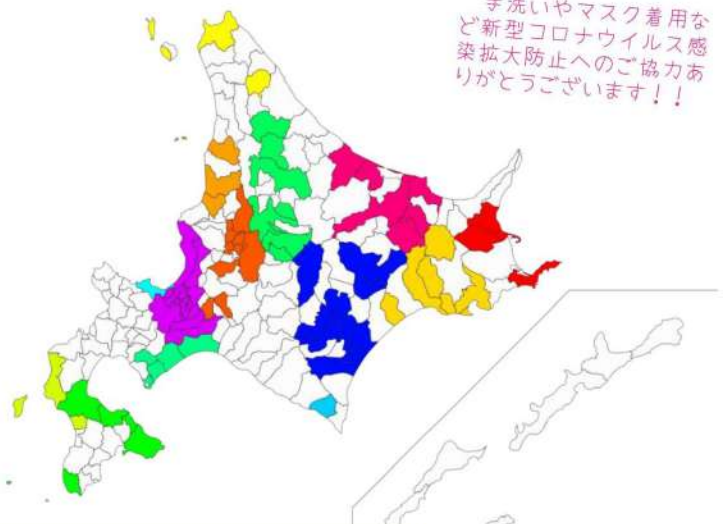 手洗いやマスク着用な
ど新型コロナウイルス感
染拡大防止へのご協力あ
りがとうございます！！